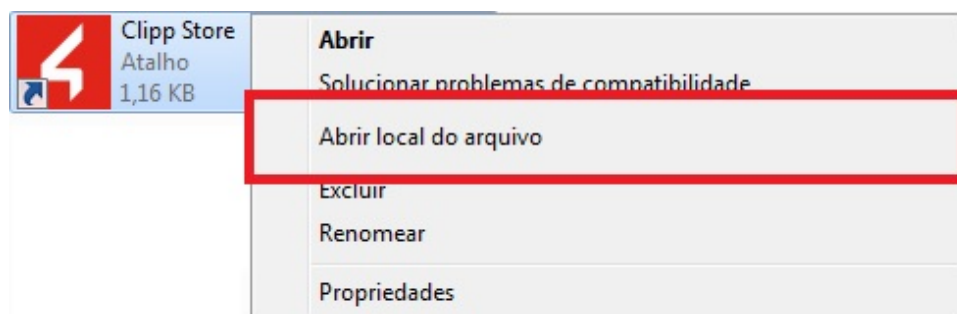 Clipp Store
Atalho
1,16 KB
Abrir
Solucionar problemas de compatibilidade
Abrir local do arquivo
Excluir
Renomear
Propriedades